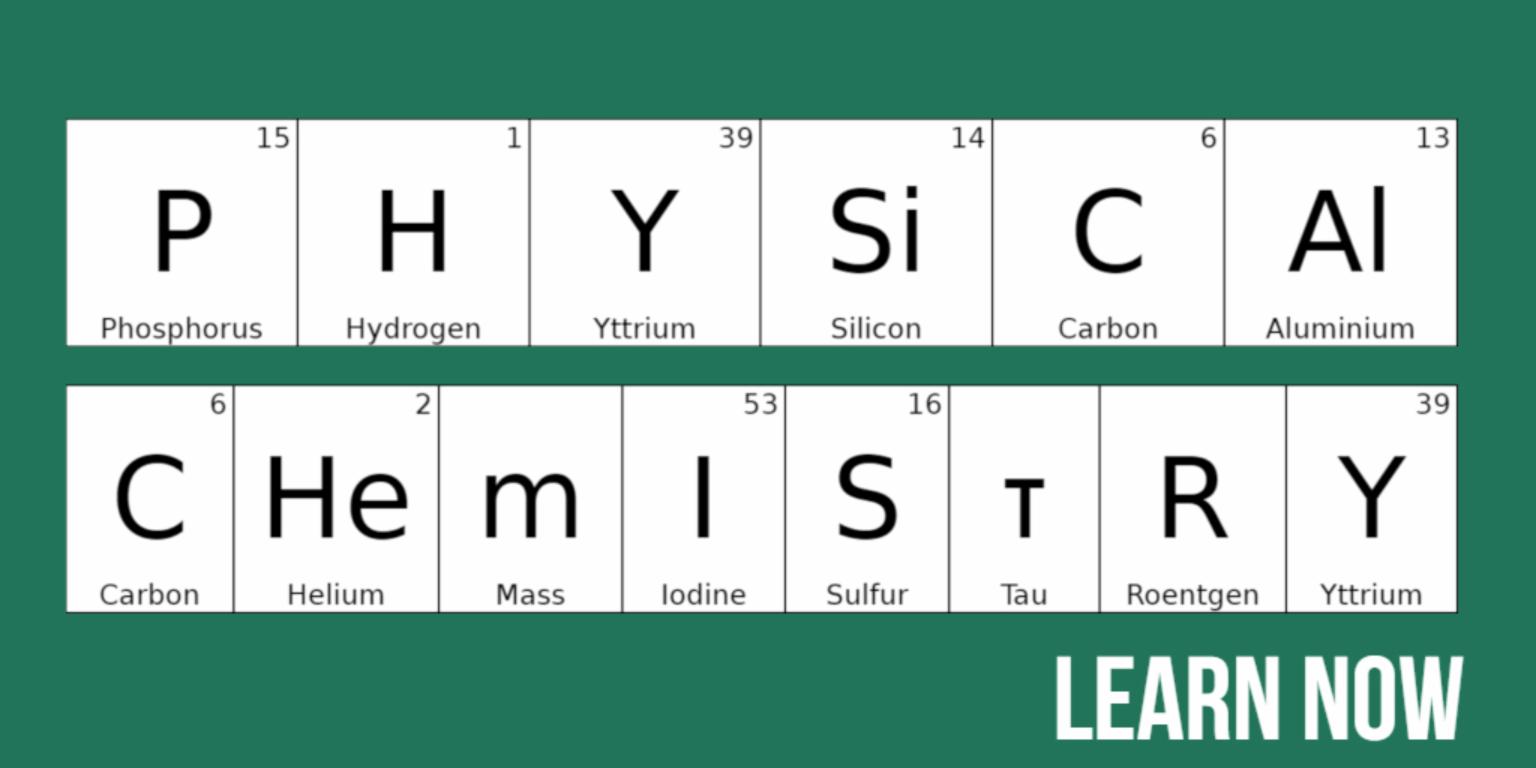 15 1 39 14 6 13
P H Y Si C Al
Phosphorus Hydrogen Yttrium Silicon Carbon Aluminium
6 2 53 16 39
C He m I S τ R Y
Carbon Helium Mass Iodine Sulfur Tau Roentgen Yttrium
LEARN NOW